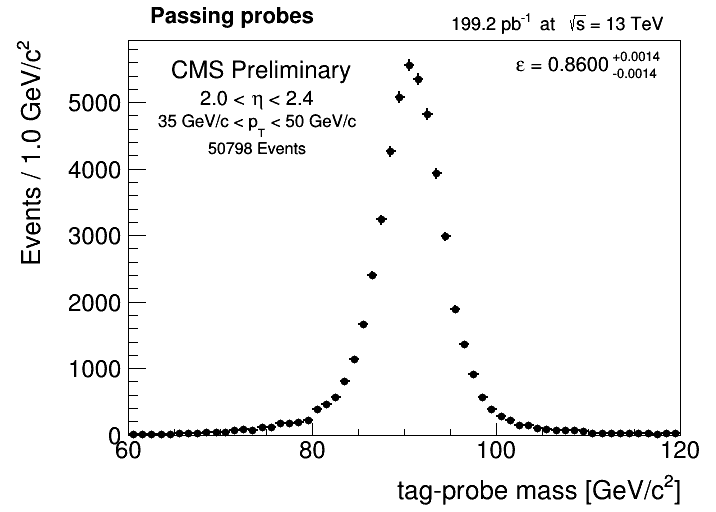 Passing probes
199.2 pb⁻¹ at √s = 13 TeV
CMS Preliminary
2.0 < η < 2.4
35 GeV/c < p_T < 50 GeV/c
50798 Events
ε = 0.8600 +0.0014 -0.0014
Events / 1.0 GeV/c²
5000
4000
3000
2000
1000
0
60 80 100 120
tag-probe mass [GeV/c²]